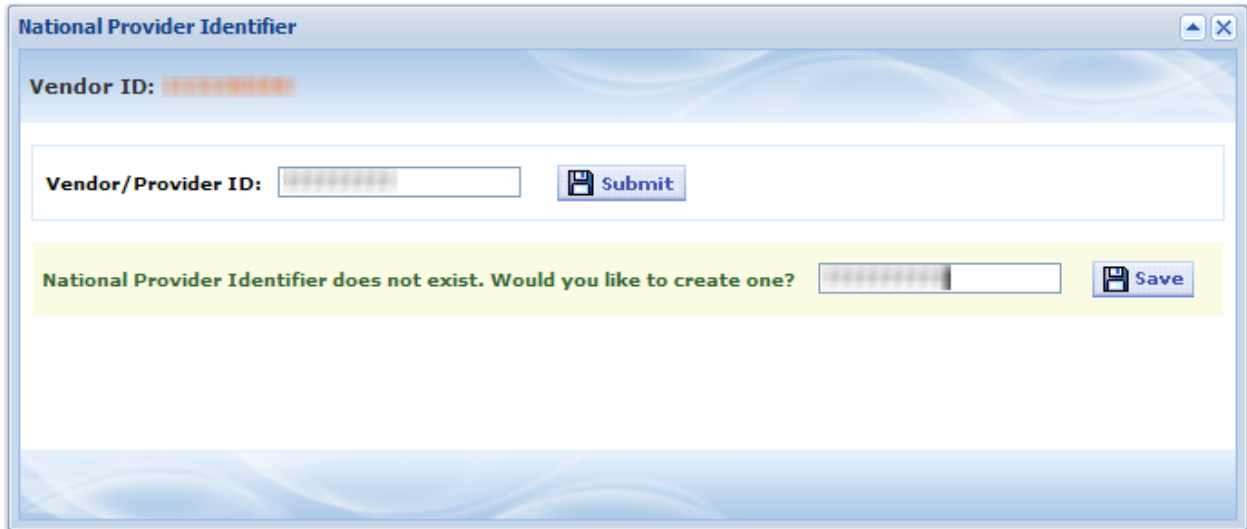 National Provider Identifier
Vendor ID:
Vendor/Provider ID: Submit
National Provider Identifier does not exist. Would you like to create one? Save